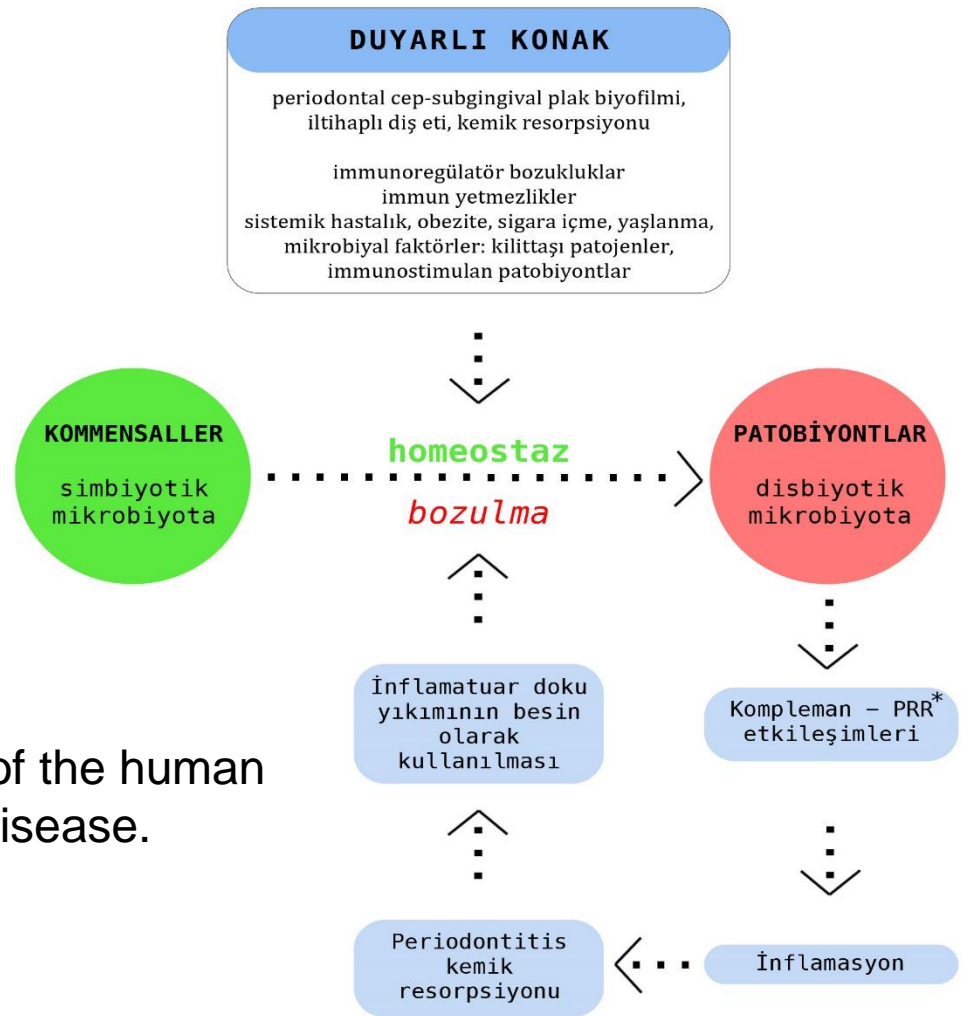 DUYARLI KONAK
periodontal cep-subgingival plak biyofilmi,
iltihaplı diş eti, kemik resorpsiyonu
immunoregülatör bozukluklar
immun yetmezlikler
sistemik hastalık, obezite, sigara içme, yaşlanma,
mikrobiyal faktörler: kilittaşı patojenler,
immunostimulan patobiyontlar
KOMMENSALLER
simbiyotik
mikrobiyota
homeostaz
bozulma
PATOBİYONTLAR
disbiyotik
mikrobiyota
İnflamatuar doku
yıkımının besin
olarak
kullanılması
Kompleman – PRR*
etkileşimleri
of the human
isease.
Periodontitis
kemik
resorpsiyonu
İnflamasyon